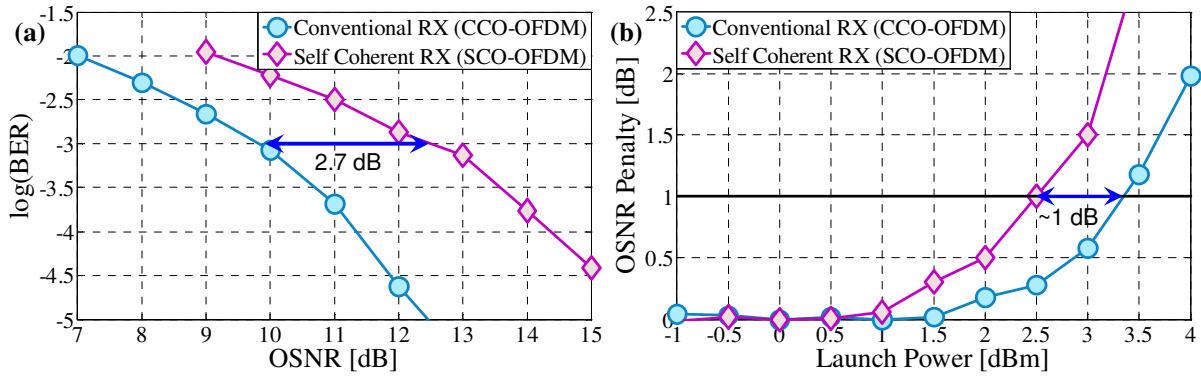 (a)
Conventional RX (CCO-OFDM)
Self Coherent RX (SCO-OFDM)
-1
-1.5
-2
-2.5
-3
-3.5
-4
-4.5
-5
log(BER)
2.7 dB
7 8 9 10 11 12 13 14 15
OSNR [dB]
(b)
Conventional RX (CCO-OFDM)
Self Coherent RX (SCO-OFDM)
2.5
2
1.5
1
0.5
0
OSNR Penalty [dB]
~1 dB
-1 -0.5 0 0.5 1 1.5 2 2.5 3 3.5 4
Launch Power [dBm]